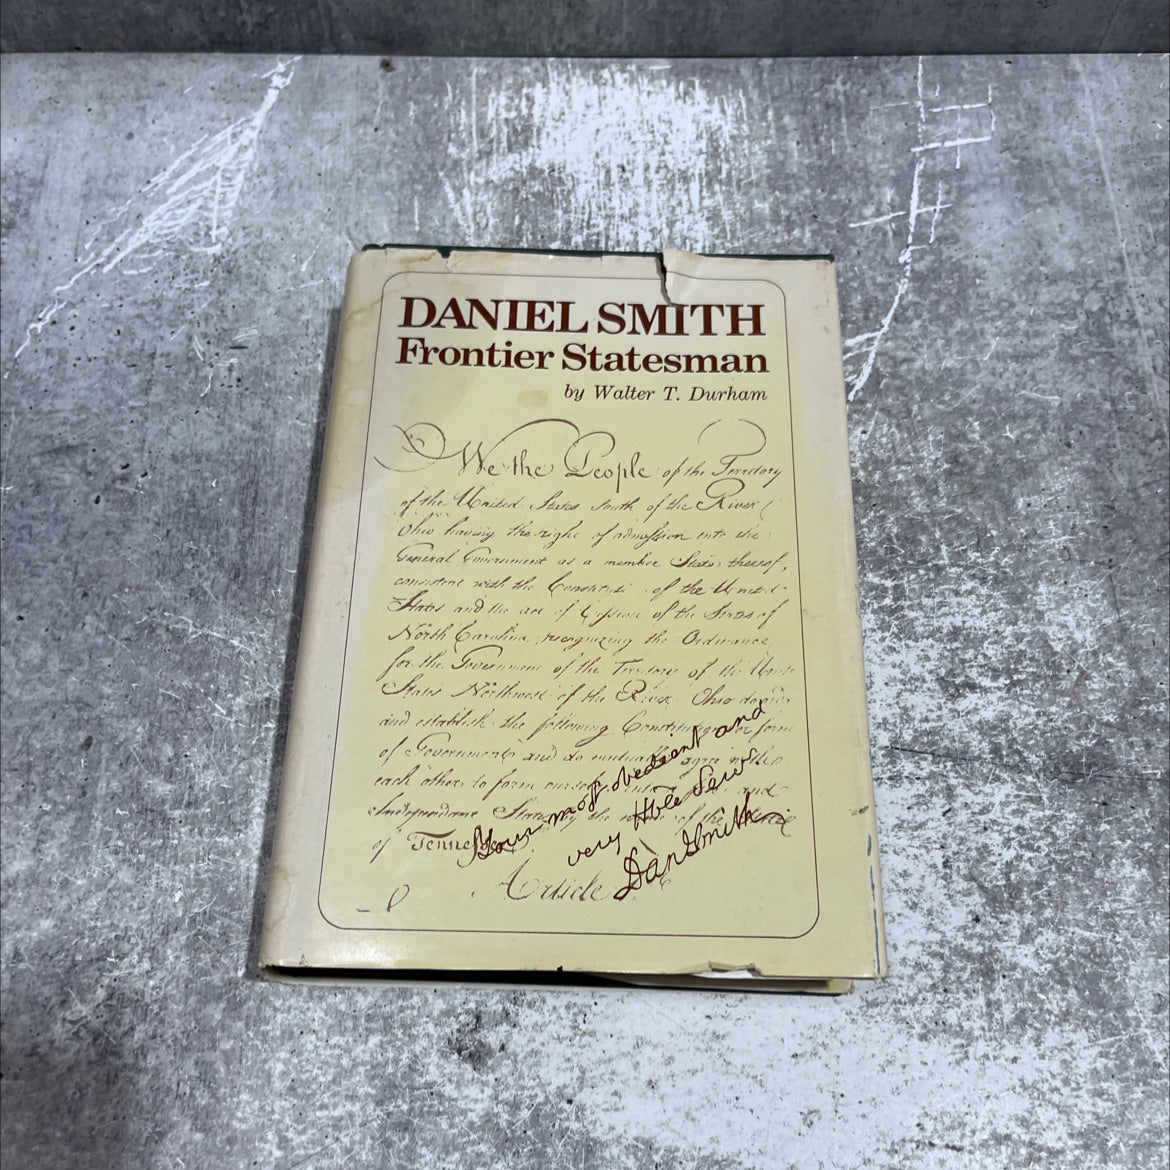 DANIEL SMITH
Frontier Statesman
by Walter T. Durham
We the People of the Territory
of the United States South of the River
Ohio having the right of admission into the
General Government as a member State thereof,
consistent with the of the United
States and the act of of the State of
North Carolina, recognizing the Ordinance
for the Government of the Territory of the
States Northwest of the River Ohio do
and establish the following Constitution or form
of Government and do mutually agree with
each other to form
Independent State by the name of the
of Tennessee
Article
Your most obedient and
very Hble Serv
Dan Smith